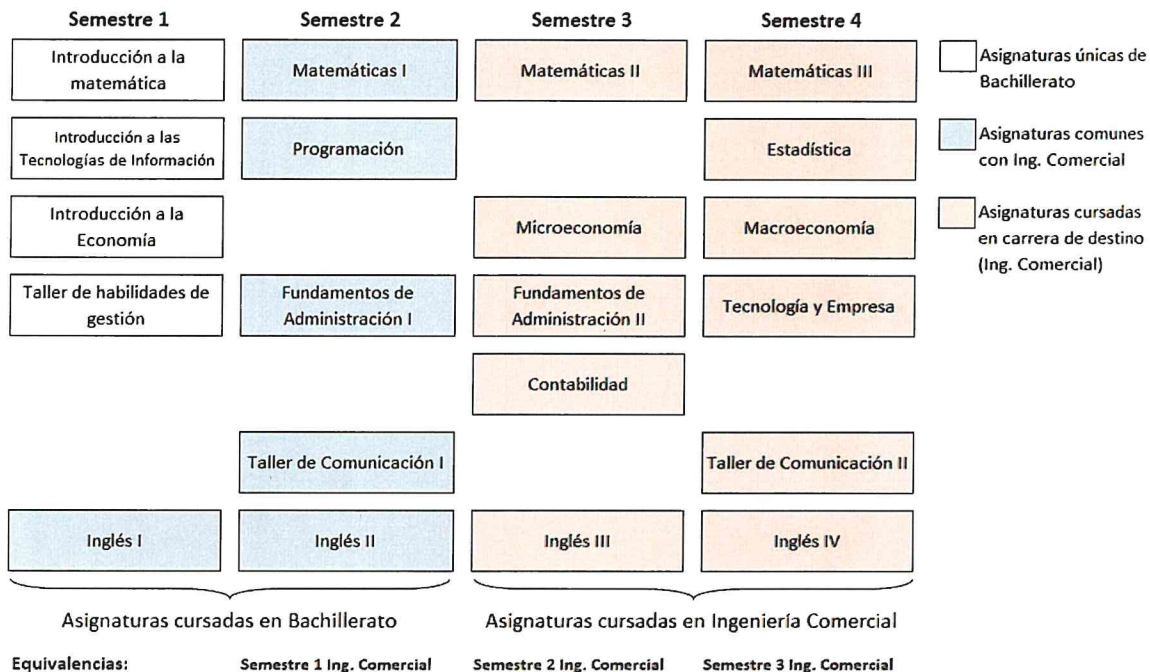 Semestre 1
Semestre 2
Semestre 3
Semestre 4
Introducción a la
matemática
Matemáticas I
Matemáticas II
Matemáticas III
Asignaturas únicas de
Bachillerato
Introducción a las
Tecnologías de Información
Programación
Estadística
Asignaturas comunes
con Ing. Comercial
Introducción a la
Economía
Microeconomía
Macroeconomía
Asignaturas cursadas
en carrera de destino
(Ing. Comercial)
Taller de habilidades de
gestión
Fundamentos de
Administración I
Fundamentos de
Administración II
Tecnología y Empresa
Contabilidad
Taller de Comunicación I
Taller de Comunicación II
Inglés I
Inglés II
Inglés III
Inglés IV
Asignaturas cursadas en Bachillerato
Asignaturas cursadas en Ingeniería Comercial
Equivalencias:
Semestre 1 Ing. Comercial
Semestre 2 Ing. Comercial
Semestre 3 Ing. Comercial